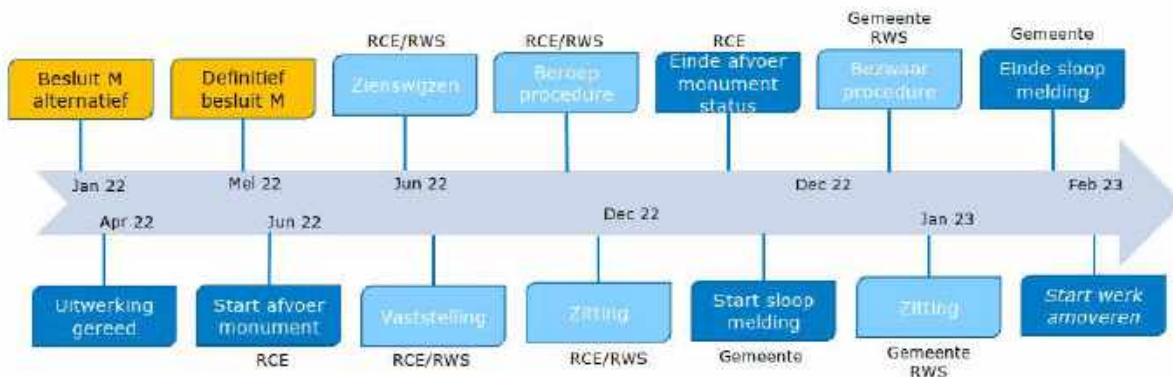 RCE/RWS
RCE/RWS
RCE
Gemeente
RWS
Gemeente
Besluit M
alternatief
Definitief
besluit M
Zienswijzen
Beroep
procedure
Einde afvoer
monument
status
Bezwaar
procedure
Einde sloop
melding
Jan 22
Mei 22
Jun 22
Dec 22
Feb 23
Apr 22
Jun 22
Dec 22
Jan 23
Uitwerking
gereed
Start afvoer
monument
Vaststelling
Zitting
Start sloop
melding
Zitting
Start werk
amoveren
RCE
RCE/RWS
RCE/RWS
Gemeente
Gemeente
RWS